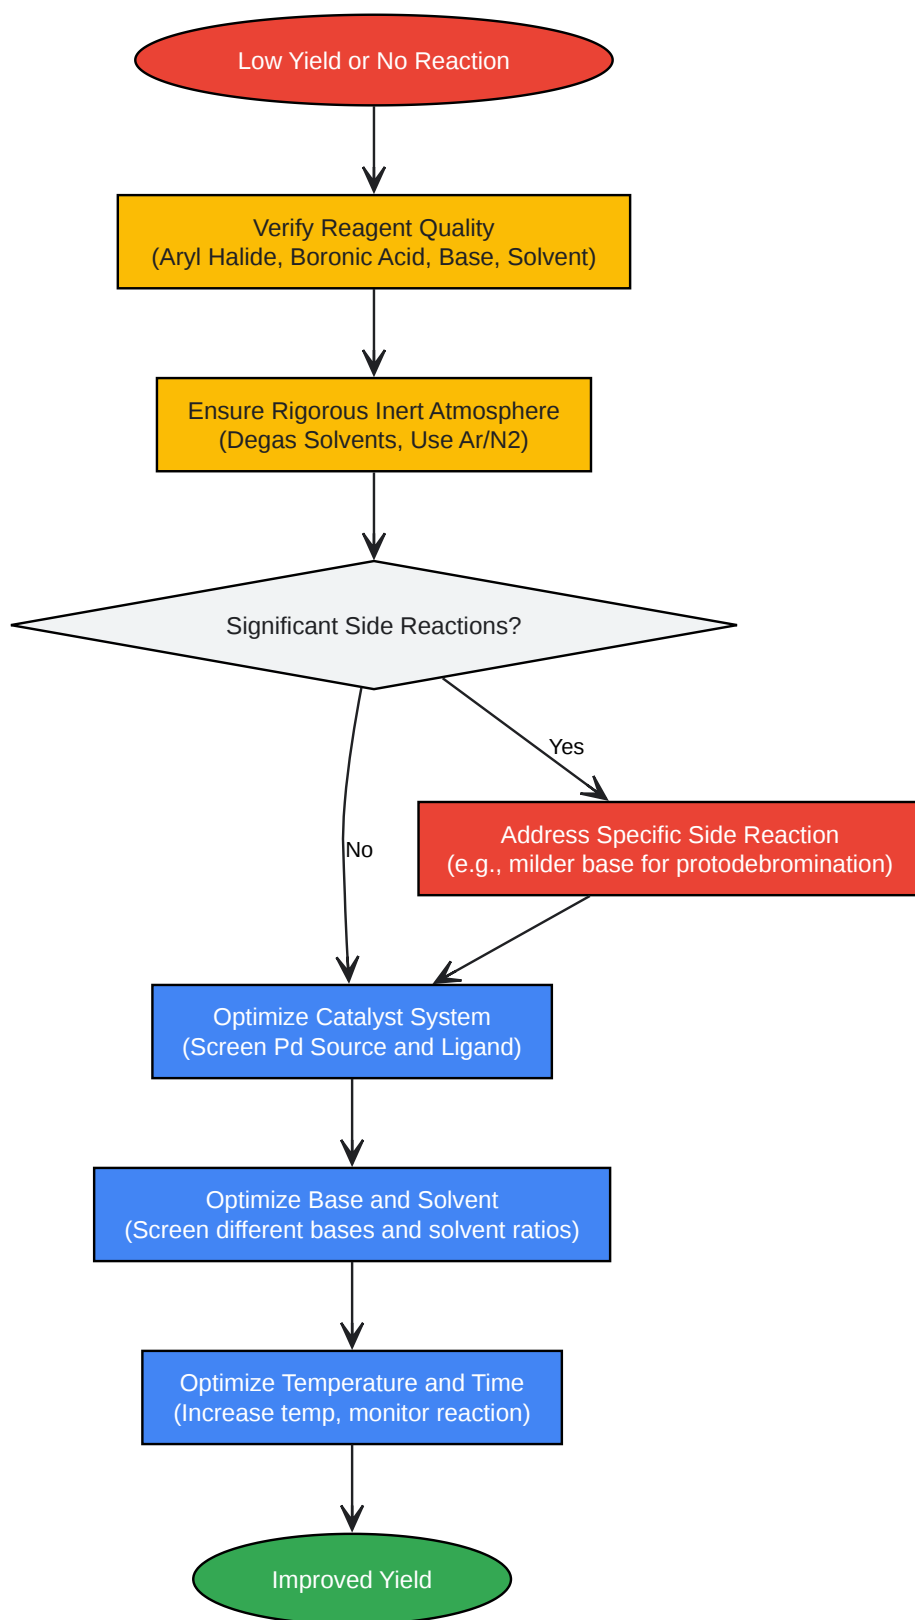 Low Yield or No Reaction
Verify Reagent Quality
(Aryl Halide, Boronic Acid, Base, Solvent)
Ensure Rigorous Inert Atmosphere
(Degas Solvents, Use Ar/N2)
Significant Side Reactions?
Yes
Address Specific Side Reaction
(e.g., milder base for protodebromination)
No
Optimize Catalyst System
(Screen Pd Source and Ligand)
Optimize Base and Solvent
(Screen different bases and solvent ratios)
Optimize Temperature and Time
(Increase temp, monitor reaction)
Improved Yield